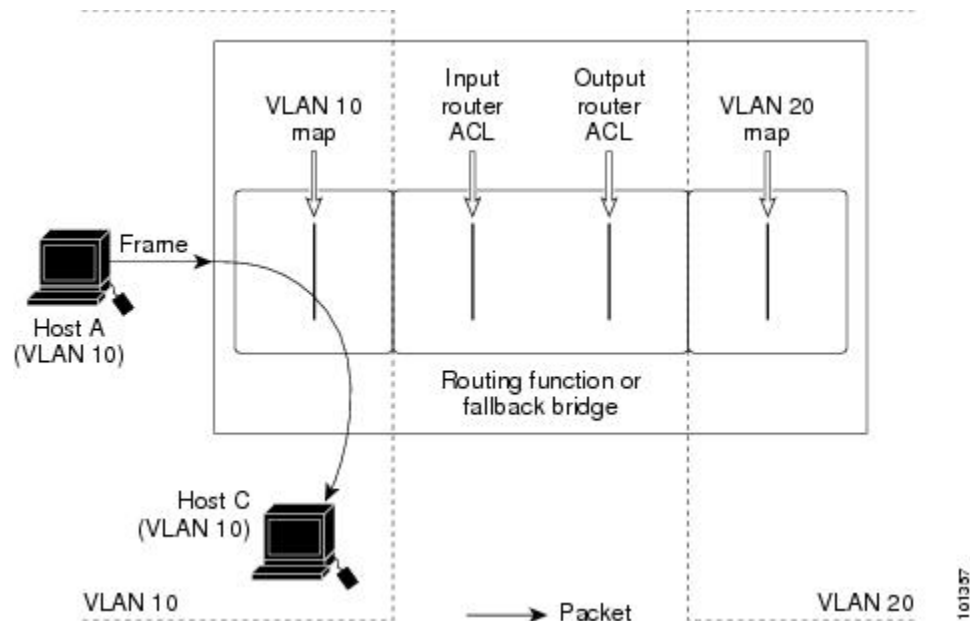 VLAN 10
map
Input
router
ACL
Output
router
ACL
VLAN 20
map
Frame
Host A
(VLAN 10)
Routing function or
fallback bridge
Host C
(VLAN 10)
VLAN 10
Packet
VLAN 20
101357